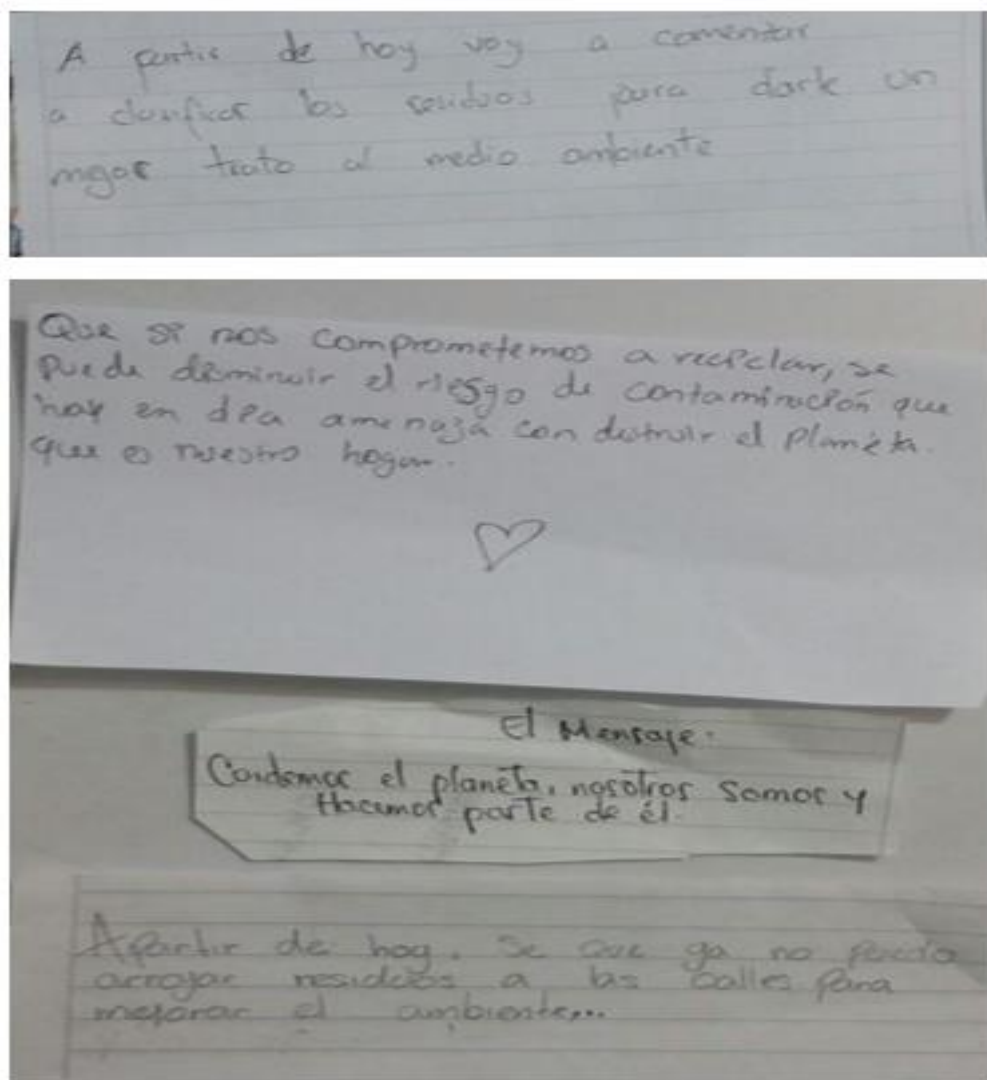 A partir de hoy voy a comentar
a clasificar los residuos para darle un
mejor trato al medio ambiente
Que si nos comprometemos a reciclar, se
puede disminuir el riesgo de contaminación que
hoy en día amenaza con destruir el planeta.
que es nuestro hogar.
El Mensaje.
Cuidemos el planeta, nosotros somos y
Hacemos parte de él.
Apartir de hoy. Se que ya no puedo
arrojar residuos a las calles para
mejorar el ambiente...